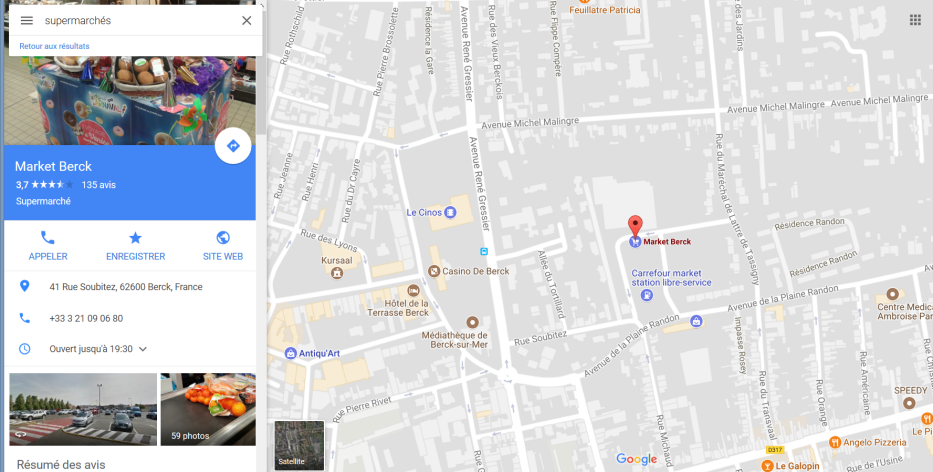 supermarchés
Retour aux résultats
Market Berck
3,7
135 avis
Supermarché
APPELER
ENREGISTRER
SITE WEB
41 Rue Soubitez, 62600 Berck, France
+33 3 21 09 06 80
Ouvert jusqu'à 19:30
59 photos
Résumé des avis
Feuillatre Patricia
Rue Rothschild
Rue Pierre Brossolette
Résidence la Gare
Rue des Vieux Berckois
Rue Flippe Compère
des Jardins
Avenue René Gressier
Avenue Michel Malingre
Avenue Michel Malingre
Rue Jeanne
Rue Henri
Rue du Dr Cayre
Avenue René Gressier
Rue du Maréchal de Lattre de Tassigny
Le Cinos
Rue des Lyons
Market Berck
Résidence Randon
Résidence Randon
Kursaal
Casino De Berck
Allée du Tortillard
Carrefour market
station libre-service
Hôtel de la
Terrasse Berck
Avenue de la Plaine Randon
Centre Medica
Ambroise Par
Médiathèque de
Berck-sur-Mer
Rue Soubitez
Avenue de la Plaine Randon
Impasse Rosey
Rue du Transvaal
Rue Orange
Rue Américaine
Rue Christ
Antiqu'Art
Rue Pierre Rivet
Rue Michaud
SPEEDY
Le Pi
Angelo Pizzeria
D317
Le Galopin
Rue de l'Usine
Satellite
Google